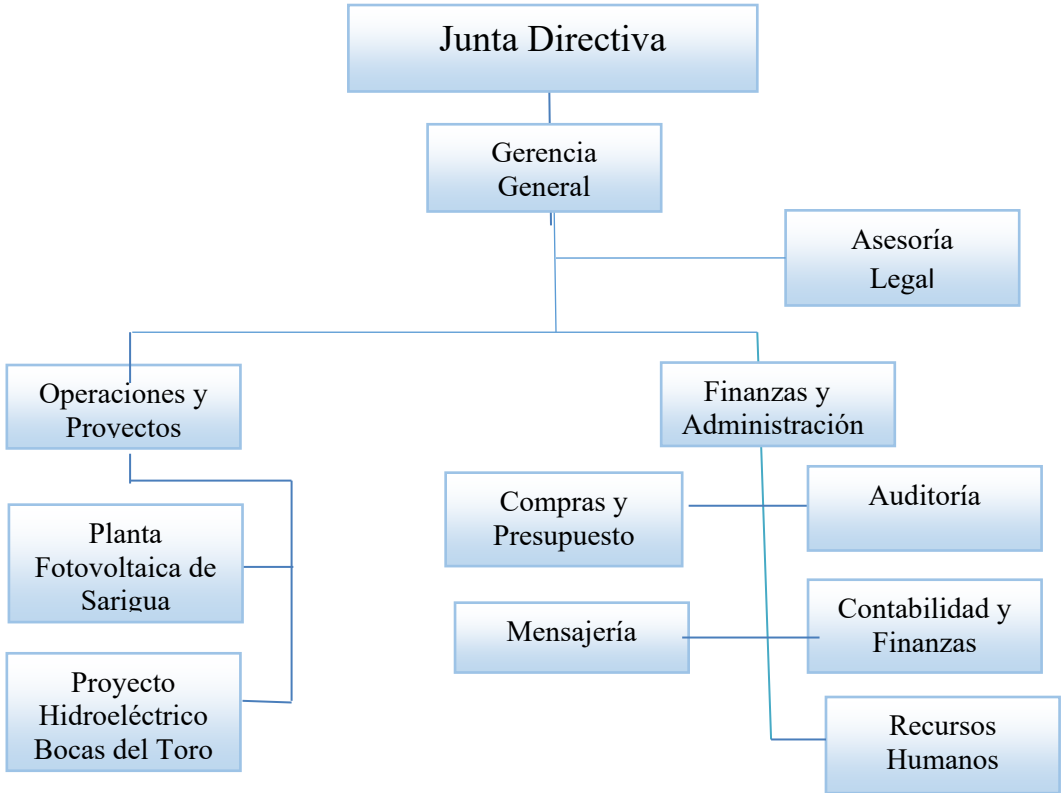 Junta Directiva
Gerencia
General
Asesoría
Legal
Operaciones y
Proyectos
Finanzas y
Administración
Compras y
Presupuesto
Auditoría
Planta
Fotovoltaica de
Sarigua
Mensajería
Contabilidad y
Finanzas
Proyecto
Hidroeléctrico
Bocas del Toro
Recursos
Humanos